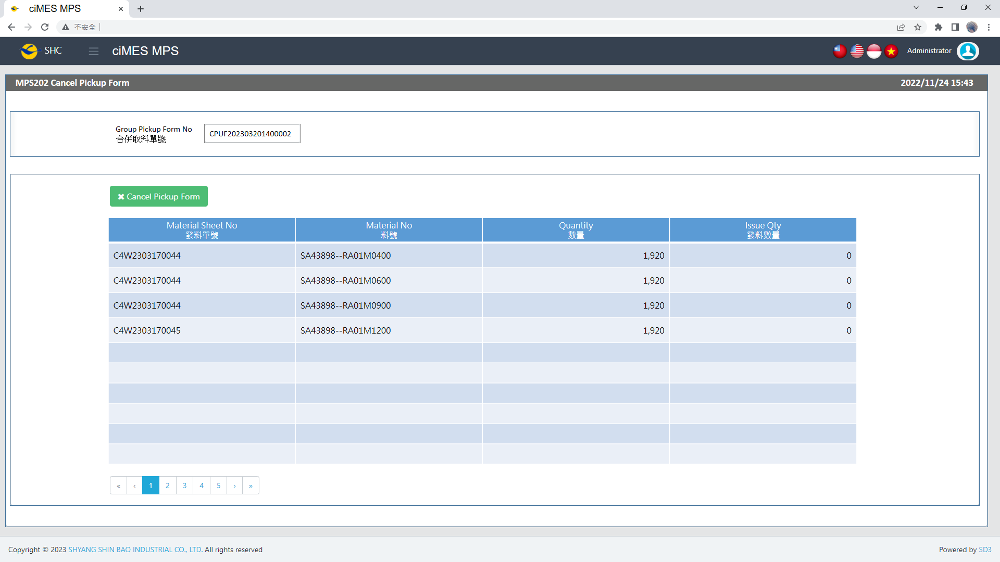 ciMES MPS
不安全
SHC
ciMES MPS
Administrator
MPS202 Cancel Pickup Form
2022/11/24 15:43
Group Pickup Form No
合併取料單號
CPUF202303201400002
Cancel Pickup Form
Material Sheet No Material No Quantity Issue Qty
發料單號 料號 數量 發料數量
C4W2303170044 SA43898--RA01M0400 1,920 0
C4W2303170044 SA43898--RA01M0600 1,920 0
C4W2303170044 SA43898--RA01M0900 1,920 0
C4W2303170045 SA43898--RA01M1200 1,920 0
« ‹ 1 2 3 4 5 › »
Copyright © 2023 SHYANG SHIN BAO INDUSTRIAL CO., LTD. All rights reserved
Powered by SD3